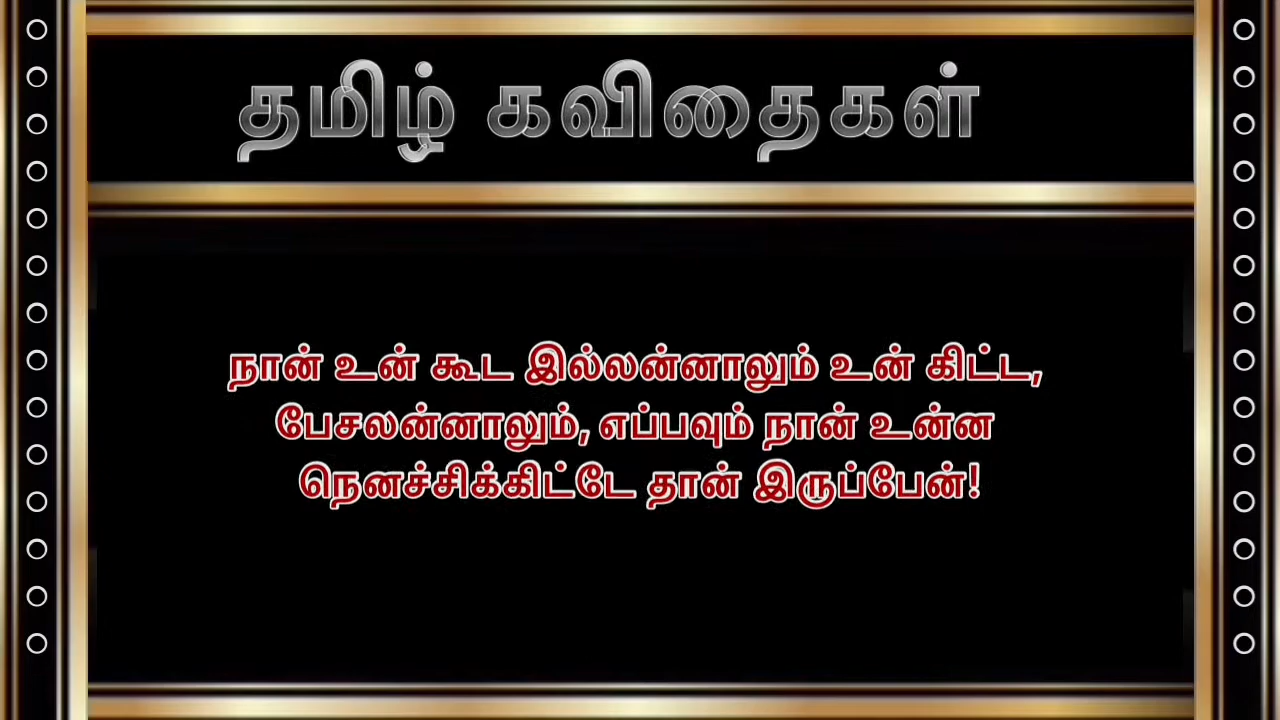 தமிழ் கவிதைகள்
நான் உன் கூட இல்லன்னாலும் உன் கிட்ட,
பேசலன்னாலும், எப்பவும் நான் உன்ன
நெனச்சிக்கிட்டே தான் இருப்பேன்!